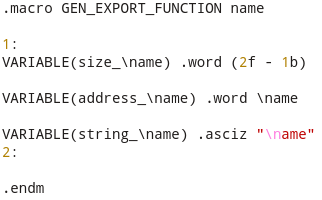 .macro GEN_EXPORT_FUNCTION name
1:
VARIABLE(size_\name) .word (2f - 1b)
VARIABLE(address_\name) .word \name
VARIABLE(string_\name) .asciz "\name"
2:
.endm